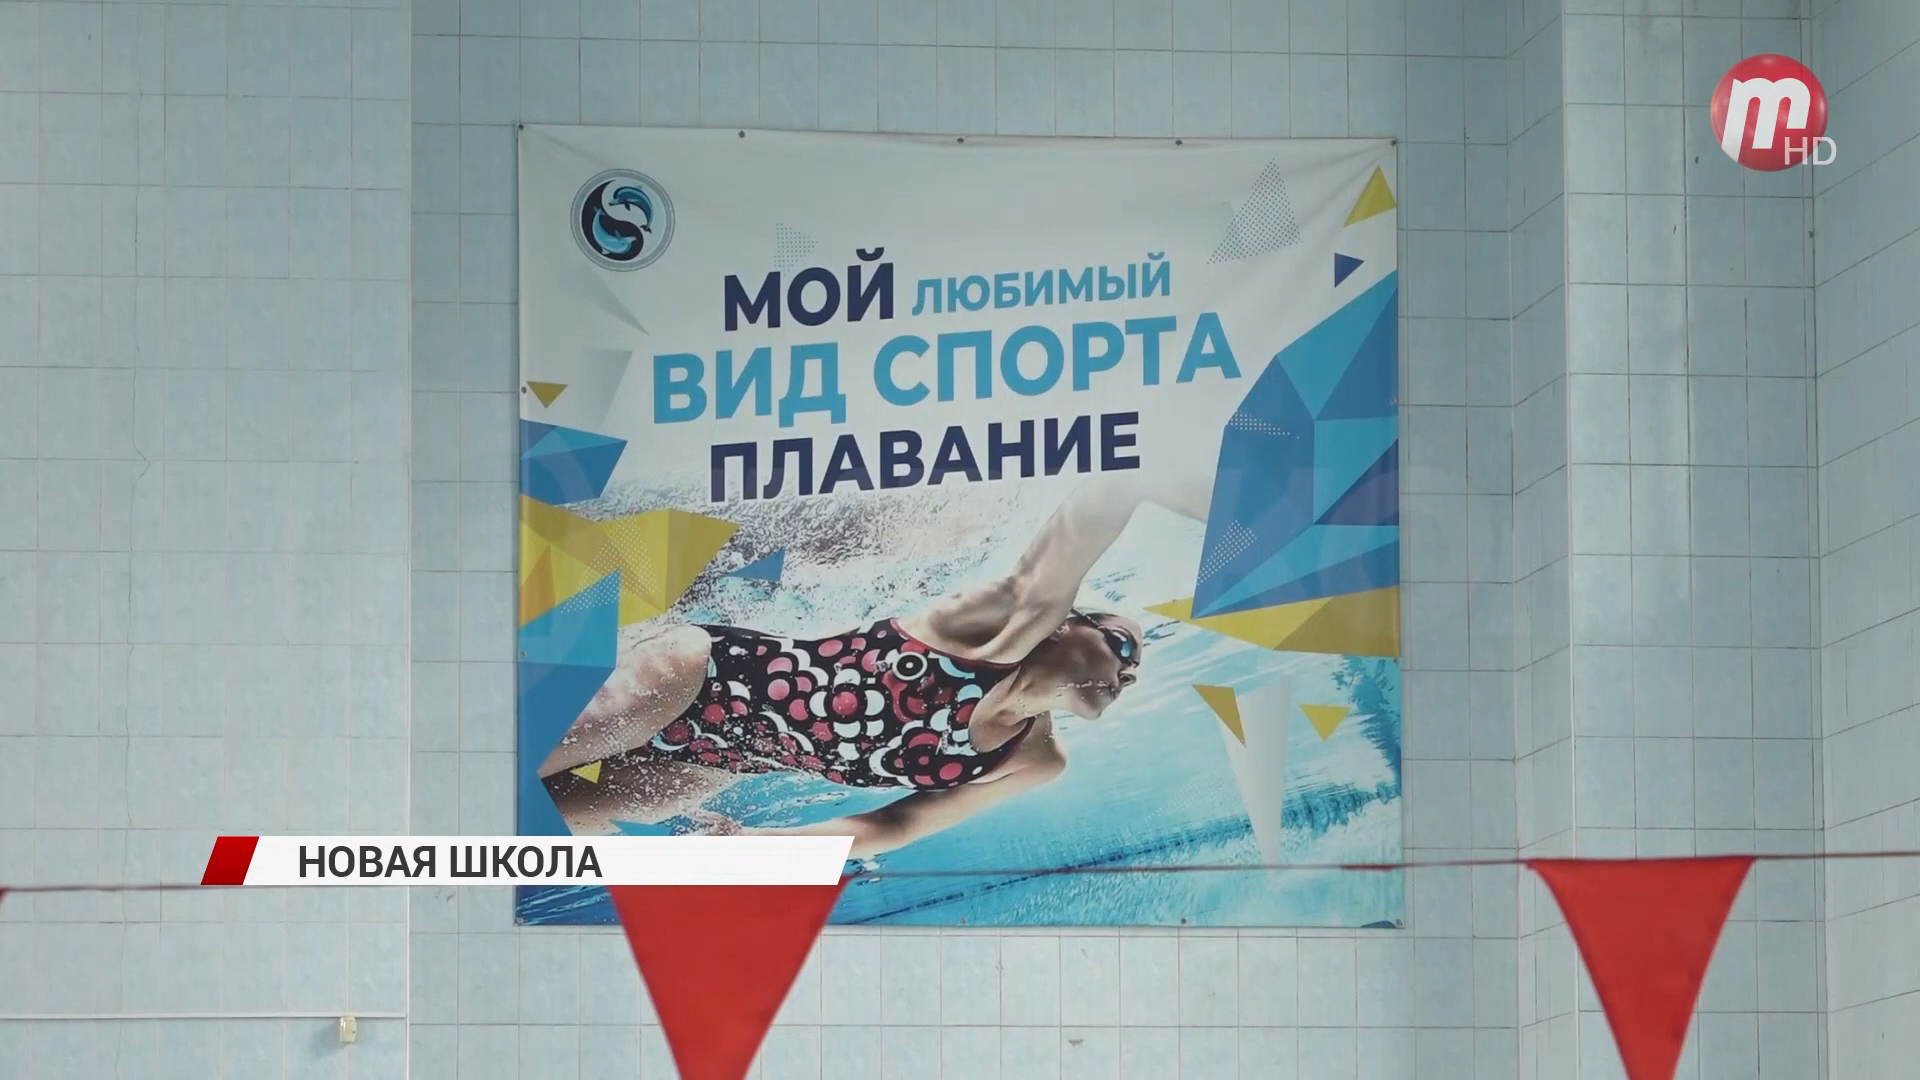 m HD
МОЙ ЛЮБИМЫЙ
ВИД СПОРТА
ПЛАВАНИЕ
НОВАЯ ШКОЛА